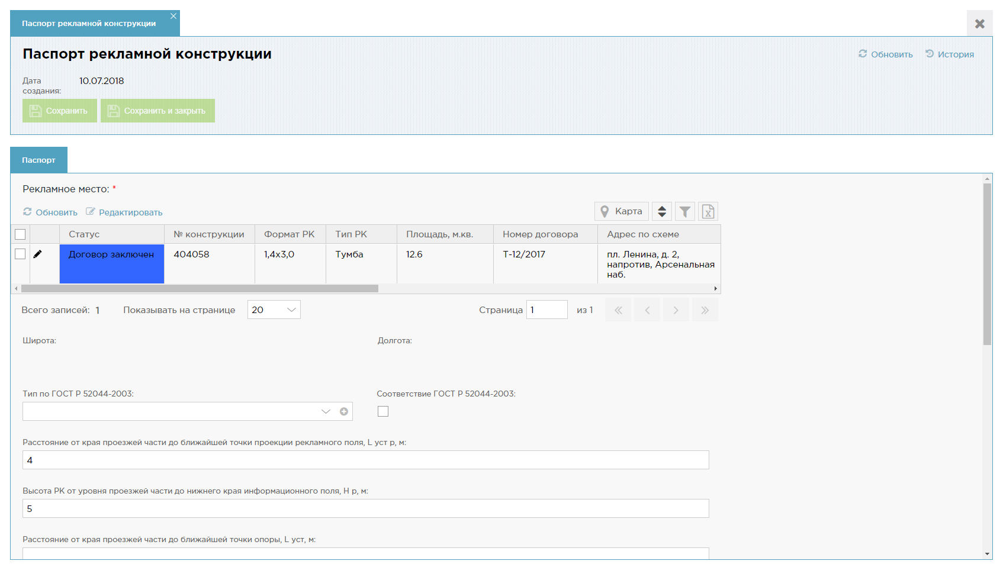 Паспорт рекламной конструкции
Паспорт рекламной конструкции
Обновить История
Дата
создания:
10.07.2018
Сохранить Сохранить и закрыть
Паспорт
Рекламное место: *
Обновить Редактировать Карта
Статус № конструкции Формат РК Тип РК Площадь, м.кв. Номер договора Адрес по схеме
Договор заключен 404058 1,4х3,0 Тумба 12.6 Т-12/2017 пл. Ленина, д. 2,
напротив, Арсенальная
наб.
Всего записей: 1 Показывать на странице 20 Страница 1 из 1
Широта: Долгота:
Тип по ГОСТ Р 52044-2003: Соответствие ГОСТ Р 52044-2003:
Расстояние от края проезжей части до ближайшей точки проекции рекламного поля, L уст р, м:
4
Высота РК от уровня проезжей части до нижнего края информационного поля, Н р, м:
5
Расстояние от края проезжей части до ближайшей точки опоры, L уст, м: